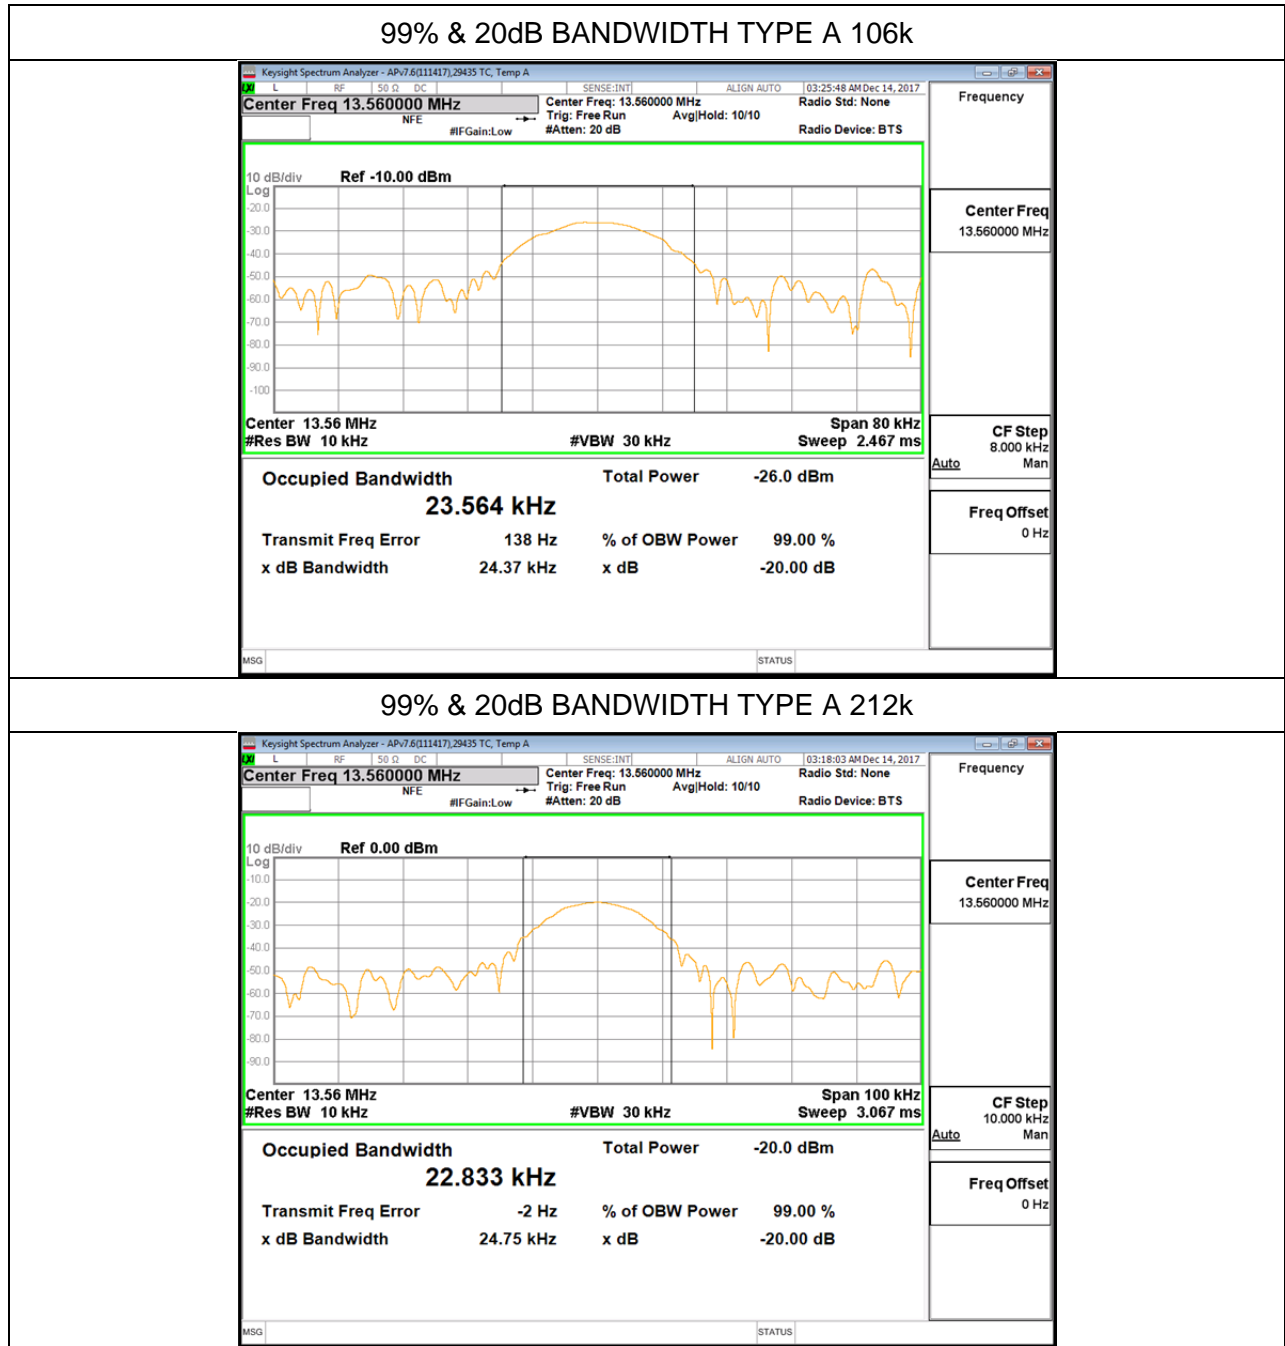 99% & 20dB BANDWIDTH TYPE A 106k
Keysight Spectrum Analyzer - APv7.6(111417),29435 TC, Temp A
LXI L RF 50 Ω DC SENSE:INT ALIGN AUTO 03:25:48 AM Dec 14, 2017
Center Freq 13.560000 MHz Center Freq: 13.560000 MHz Radio Std: None Frequency
NFE Trig: Free Run Avg|Hold: 10/10
#IFGain:Low #Atten: 20 dB Radio Device: BTS
10 dB/div Ref -10.00 dBm
Log
-20.0
-30.0
-40.0
-50.0
-60.0
-70.0
-80.0
-90.0
-100
Center Freq
13.560000 MHz
Center 13.56 MHz Span 80 kHz
#Res BW 10 kHz #VBW 30 kHz Sweep 2.467 ms
CF Step
8.000 kHz
Auto Man
Occupied Bandwidth Total Power -26.0 dBm
23.564 kHz
Transmit Freq Error 138 Hz % of OBW Power 99.00 %
x dB Bandwidth 24.37 kHz x dB -20.00 dB
Freq Offset
0 Hz
MSG STATUS
99% & 20dB BANDWIDTH TYPE A 212k
Keysight Spectrum Analyzer - APv7.6(111417),29435 TC, Temp A
LXI L RF 50 Ω DC SENSE:INT ALIGN AUTO 03:18:03 AM Dec 14, 2017
Center Freq 13.560000 MHz Center Freq: 13.560000 MHz Radio Std: None Frequency
NFE Trig: Free Run Avg|Hold: 10/10
#IFGain:Low #Atten: 20 dB Radio Device: BTS
10 dB/div Ref 0.00 dBm
Log
-10.0
-20.0
-30.0
-40.0
-50.0
-60.0
-70.0
-80.0
-90.0
Center Freq
13.560000 MHz
Center 13.56 MHz Span 100 kHz
#Res BW 10 kHz #VBW 30 kHz Sweep 3.067 ms
CF Step
10.000 kHz
Auto Man
Occupied Bandwidth Total Power -20.0 dBm
22.833 kHz
Transmit Freq Error -2 Hz % of OBW Power 99.00 %
x dB Bandwidth 24.75 kHz x dB -20.00 dB
Freq Offset
0 Hz
MSG STATUS